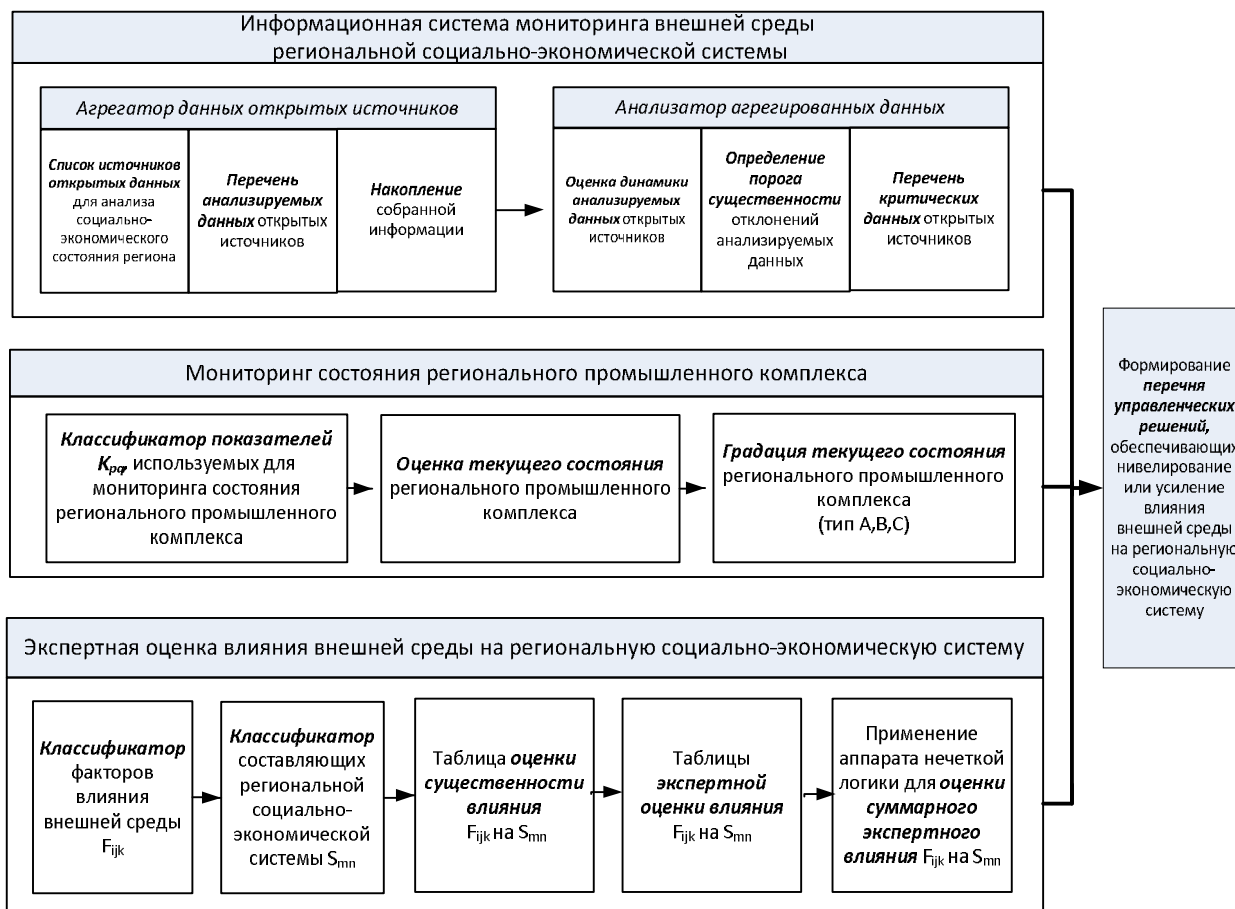 Информационная система мониторинга внешней среды
региональной социально-экономической системы
Агрегатор данных открытых источников
Список источников
открытых данных
для анализа
социально-
экономического
состояния региона
Перечень
анализируемых
данных открытых
источников
Накопление
собранной
информации
Анализатор агрегированных данных
Оценка динамики
анализируемых
данных открытых
источников
Определение
порога
существенности
отклонений
анализируемых
данных
Перечень
критических
данных открытых
источников
Мониторинг состояния регионального промышленного комплекса
Классификатор показателей
Kpq, используемых для
мониторинга состояния
регионального промышленного
комплекса
Оценка текущего состояния
регионального промышленного
комплекса
Градация текущего состояния
регионального промышленного
комплекса
(тип A,B,C)
Экспертная оценка влияния внешней среды на региональную социально-экономическую систему
Классификатор
факторов
влияния
внешней среды
Fijk
Классификатор
составляющих
региональной
социально-
экономической
системы Smn
Таблица оценки
существенности
влияния
Fijk на Smn
Таблицы
экспертной
оценки влияния
Fijk на Smn
Применение
аппарата нечеткой
логики для оценки
суммарного
экспертного
влияния Fijk на Smn
Формирование
перечня
управленческих
решений,
обеспечивающих
нивелирование
или усиление
влияния
внешней среды
на региональную
социально-
экономическую
систему